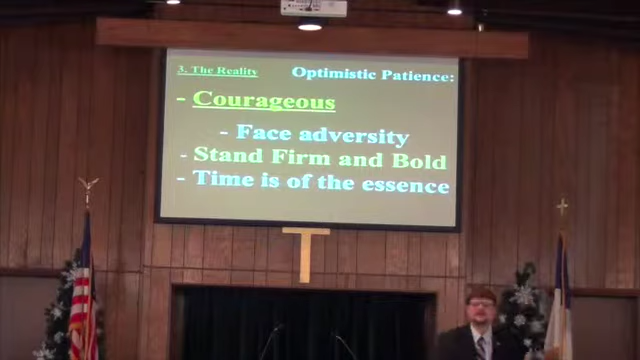 3. The Reality Optimistic Patience:
- Courageous
- Face adversity
- Stand Firm and Bold
- Time is of the essence